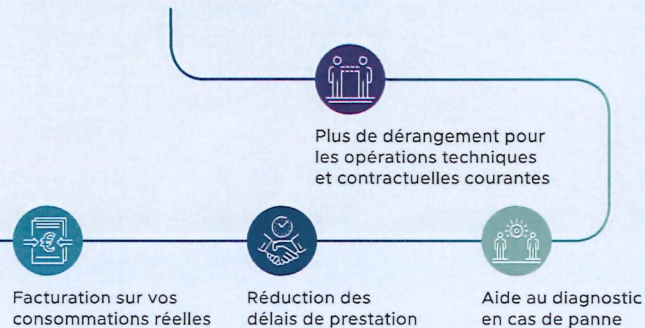 Plus de dérangement pour
les opérations techniques
et contractuelles courantes
Facturation sur vos
consommations réelles
Réduction des
délais de prestation
Aide au diagnostic
en cas de panne